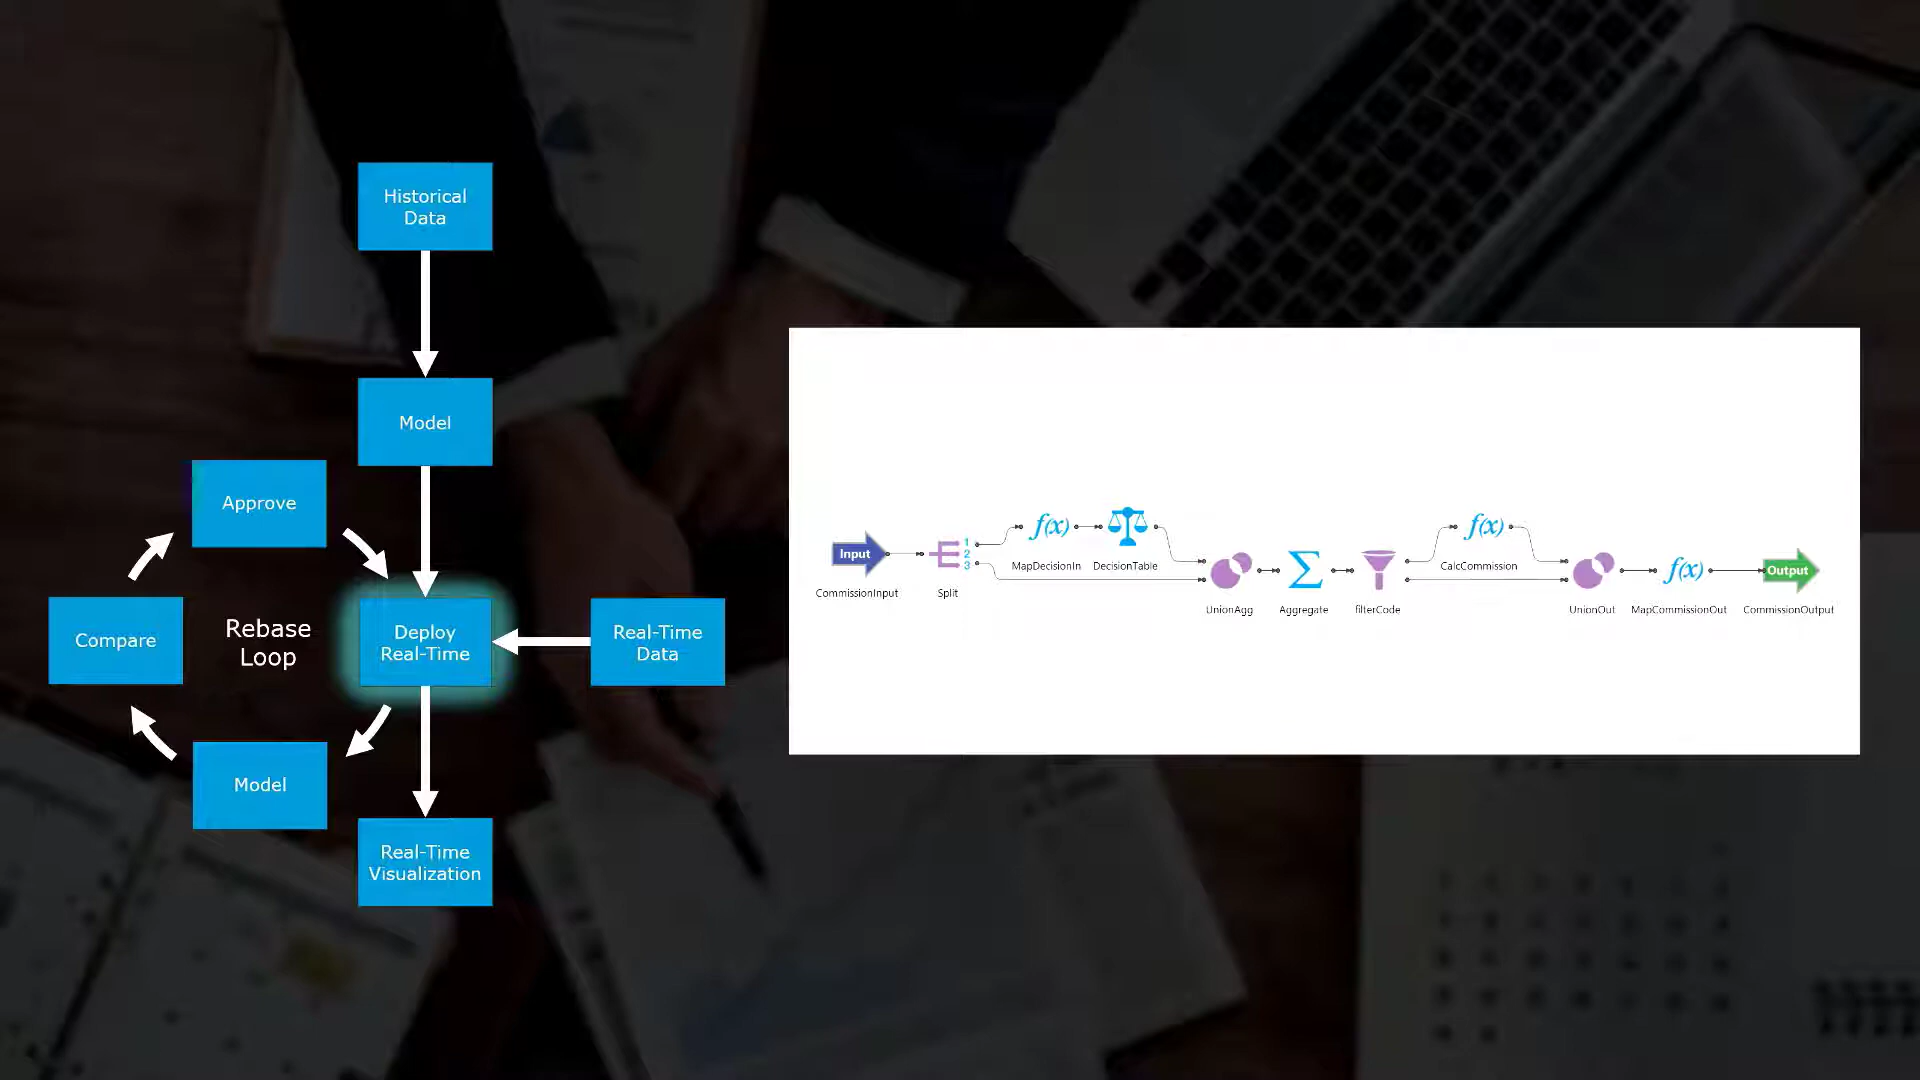 Historical
Data
Model
Approve
Compare
Rebase
Loop
Deploy
Real-Time
Real-Time
Data
Model
Real-Time
Visualization
Input
CommissionInput
1
2
3
Split
f(x)
MapDecisionIn
DecisionTable
UnionAgg
Σ
Aggregate
filterCode
f(x)
CalcCommission
UnionOut
f(x)
MapCommissionOut
Output
CommissionOutput